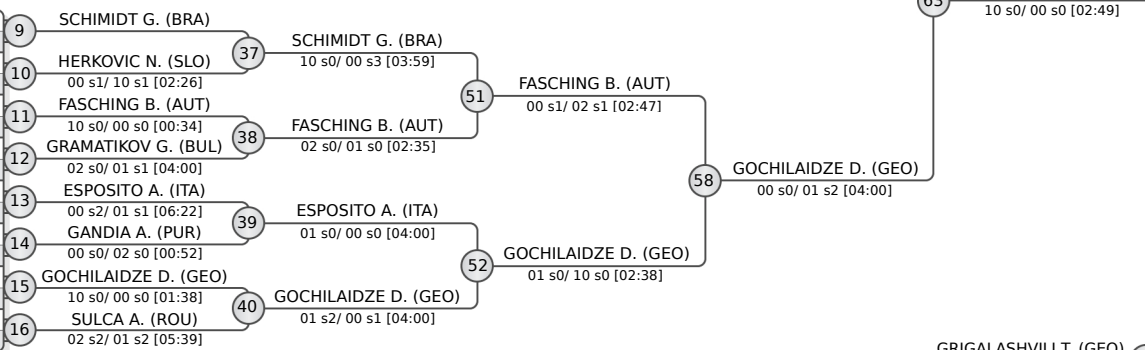 63
10 s0/ 00 s0 [02:49]
9
SCHIMIDT G. (BRA)
37
SCHIMIDT G. (BRA)
10 s0/ 00 s3 [03:59]
10
HERKOVIC N. (SLO)
00 s1/ 10 s1 [02:26]
51
FASCHING B. (AUT)
00 s1/ 02 s1 [02:47]
11
FASCHING B. (AUT)
10 s0/ 00 s0 [00:34]
38
FASCHING B. (AUT)
02 s0/ 01 s0 [02:35]
12
GRAMATIKOV G. (BUL)
02 s0/ 01 s1 [04:00]
58
GOCHILAIDZE D. (GEO)
00 s0/ 01 s2 [04:00]
13
ESPOSITO A. (ITA)
00 s2/ 01 s1 [06:22]
39
ESPOSITO A. (ITA)
01 s0/ 00 s0 [04:00]
14
GANDIA A. (PUR)
00 s0/ 02 s0 [00:52]
52
GOCHILAIDZE D. (GEO)
01 s0/ 10 s0 [02:38]
15
GOCHILAIDZE D. (GEO)
10 s0/ 00 s0 [01:38]
40
GOCHILAIDZE D. (GEO)
01 s2/ 00 s1 [04:00]
16
SULCA A. (ROU)
02 s2/ 01 s2 [05:39]
GRIGALASHVILI T. (GEO)